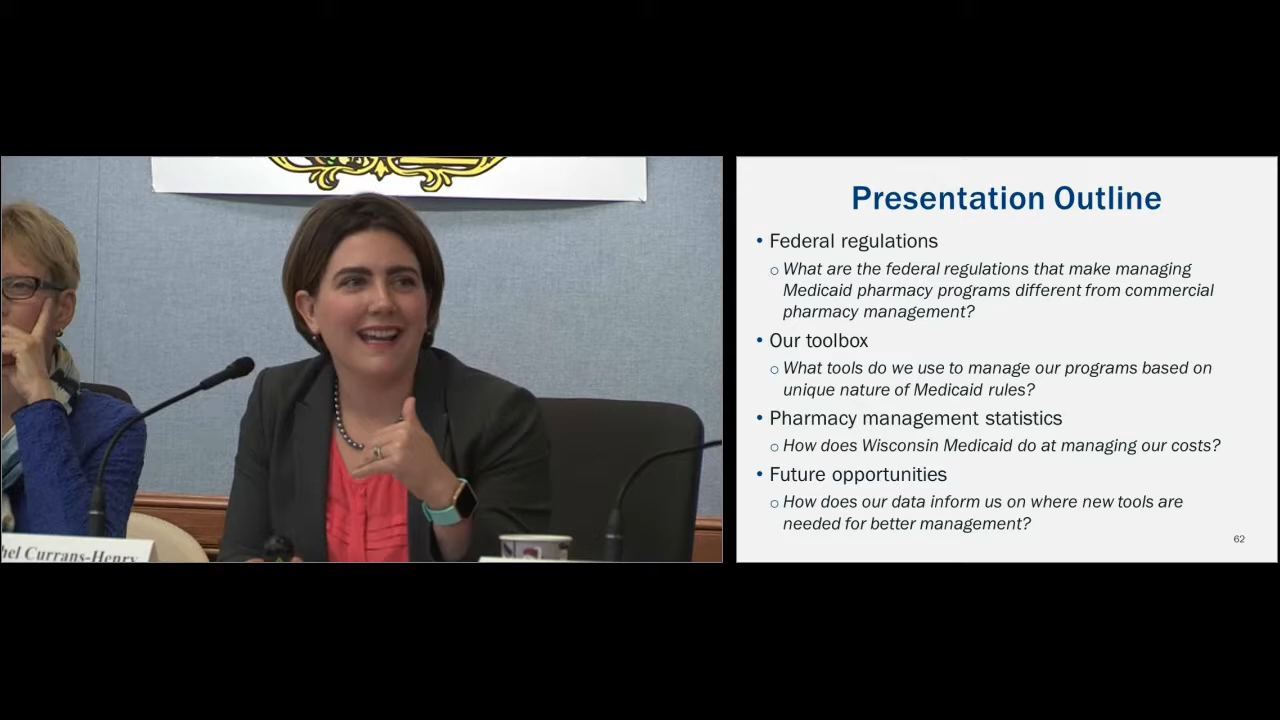 hel Currans-Henry
Presentation Outline
• Federal regulations
○ What are the federal regulations that make managing
Medicaid pharmacy programs different from commercial
pharmacy management?
• Our toolbox
○ What tools do we use to manage our programs based on
unique nature of Medicaid rules?
• Pharmacy management statistics
○ How does Wisconsin Medicaid do at managing our costs?
• Future opportunities
○ How does our data inform us on where new tools are
needed for better management?
62